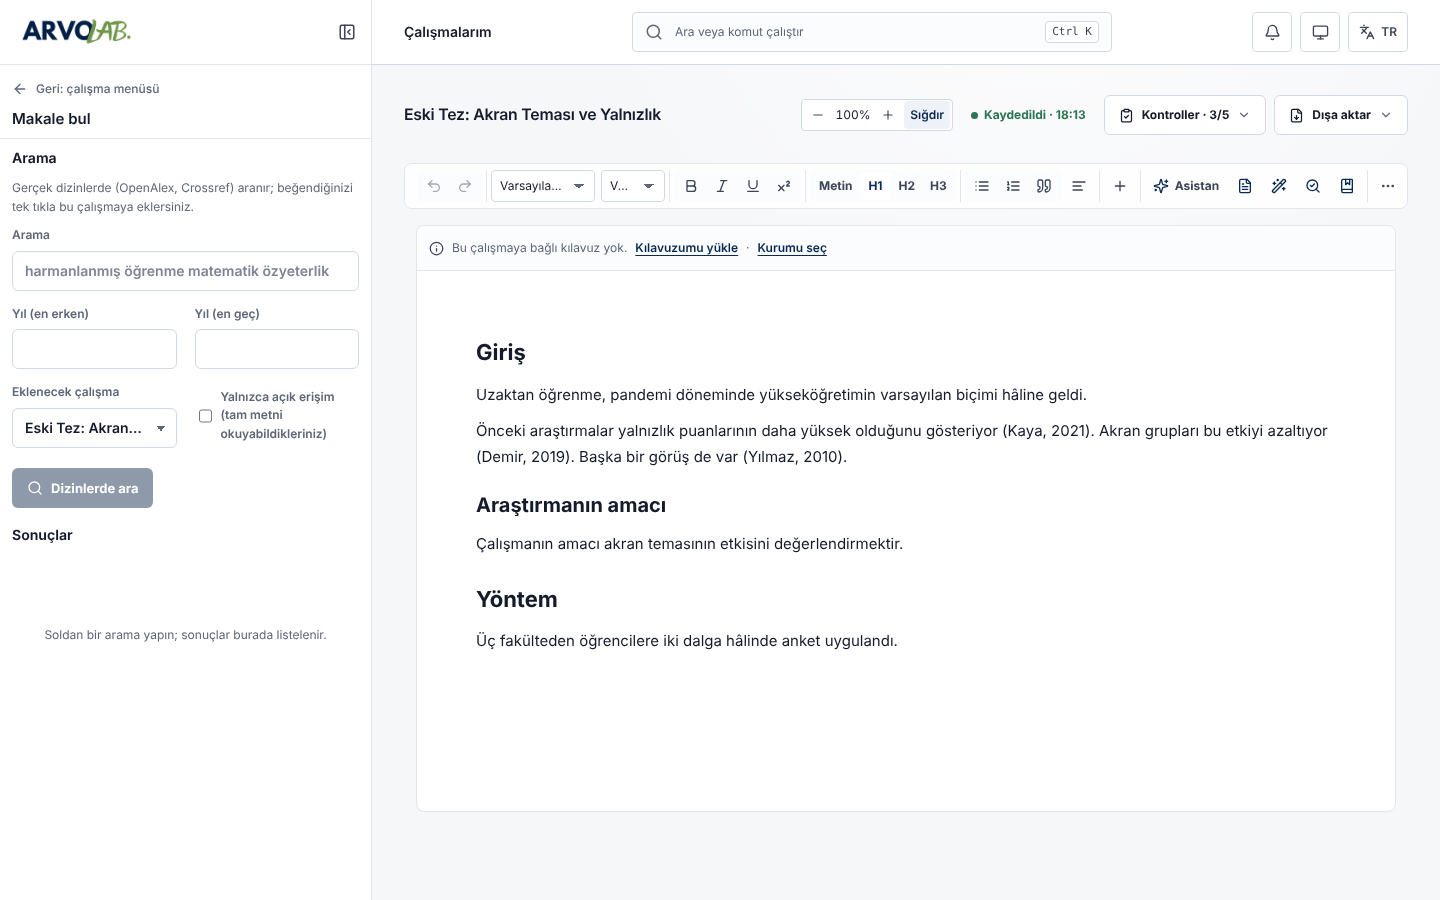 ARVOLAB.
Çalışmalarım
Ara veya komut çalıştır
Ctrl K
TR
Geri: çalışma menüsü
Makale bul
Arama
Gerçek dizinlerde (OpenAlex, Crossref) aranır; beğendiğinizi
tek tıkla bu çalışmaya eklersiniz.
Arama
harmanlanmış öğrenme matematik özyeterlik
Yıl (en erken)
Yıl (en geç)
Eklenecek çalışma
Eski Tez: Akran...
Yalnızca açık erişim
(tam metni
okuyabildikleriniz)
Dizinlerde ara
Sonuçlar
Soldan bir arama yapın; sonuçlar burada listelenir.
Eski Tez: Akran Teması ve Yalnızlık
100%
Sığdır
Kaydedildi · 18:13
Kontroller · 3/5
Dışa aktar
Varsayıla...
V...
B
I
U
x²
Metin
H1
H2
H3
Asistan
Bu çalışmaya bağlı kılavuz yok. Kılavuzumu yükle · Kurumu seç
Giriş
Uzaktan öğrenme, pandemi döneminde yükseköğretimin varsayılan biçimi hâline geldi.
Önceki araştırmalar yalnızlık puanlarının daha yüksek olduğunu gösteriyor (Kaya, 2021). Akran grupları bu etkiyi azaltıyor
(Demir, 2019). Başka bir görüş de var (Yılmaz, 2010).
Araştırmanın amacı
Çalışmanın amacı akran temasının etkisini değerlendirmektir.
Yöntem
Üç fakülteden öğrencilere iki dalga hâlinde anket uygulandı.